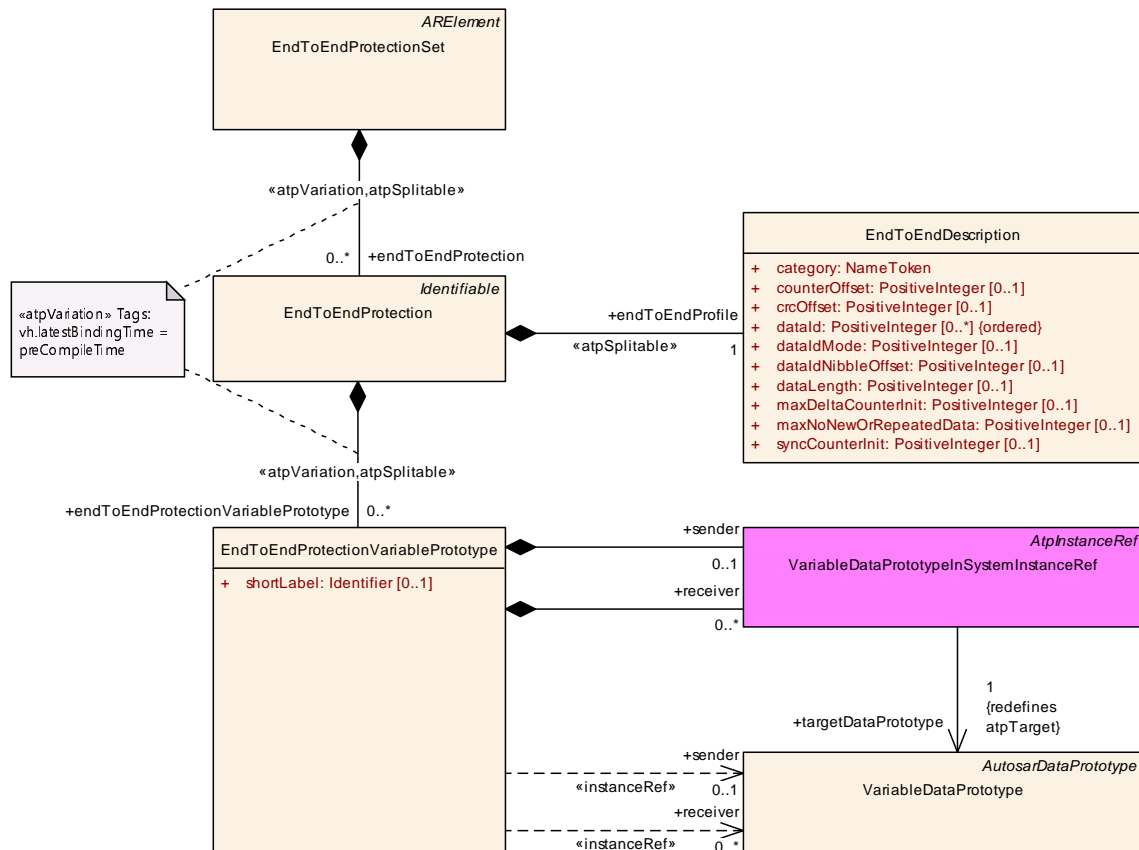 ARElement
EndToEndProtectionSet
«atpVariation,atpSplitable»
0..*
+endToEndProtection
«atpVariation» Tags:
vh.latestBindingTime =
preCompileTime
Identifiable
EndToEndProtection
+endToEndProfile
«atpSplitable»
1
EndToEndDescription
+ category: NameToken
+ counterOffset: PositiveInteger [0..1]
+ crcOffset: PositiveInteger [0..1]
+ dataId: PositiveInteger [0..*] {ordered}
+ dataIdMode: PositiveInteger [0..1]
+ dataIdNibbleOffset: PositiveInteger [0..1]
+ dataLength: PositiveInteger [0..1]
+ maxDeltaCounterInit: PositiveInteger [0..1]
+ maxNoNewOrRepeatedData: PositiveInteger [0..1]
+ syncCounterInit: PositiveInteger [0..1]
«atpVariation,atpSplitable»
+endToEndProtectionVariablePrototype
0..*
EndToEndProtectionVariablePrototype
+ shortLabel: Identifier [0..1]
+sender
0..1
+receiver
0..*
AtpInstanceRef
VariableDataPrototypeInSystemInstanceRef
1
{redefines
atpTarget}
+targetDataPrototype
+sender
«instanceRef»
0..1
+receiver
«instanceRef»
0..*
AutosarDataPrototype
VariableDataPrototype